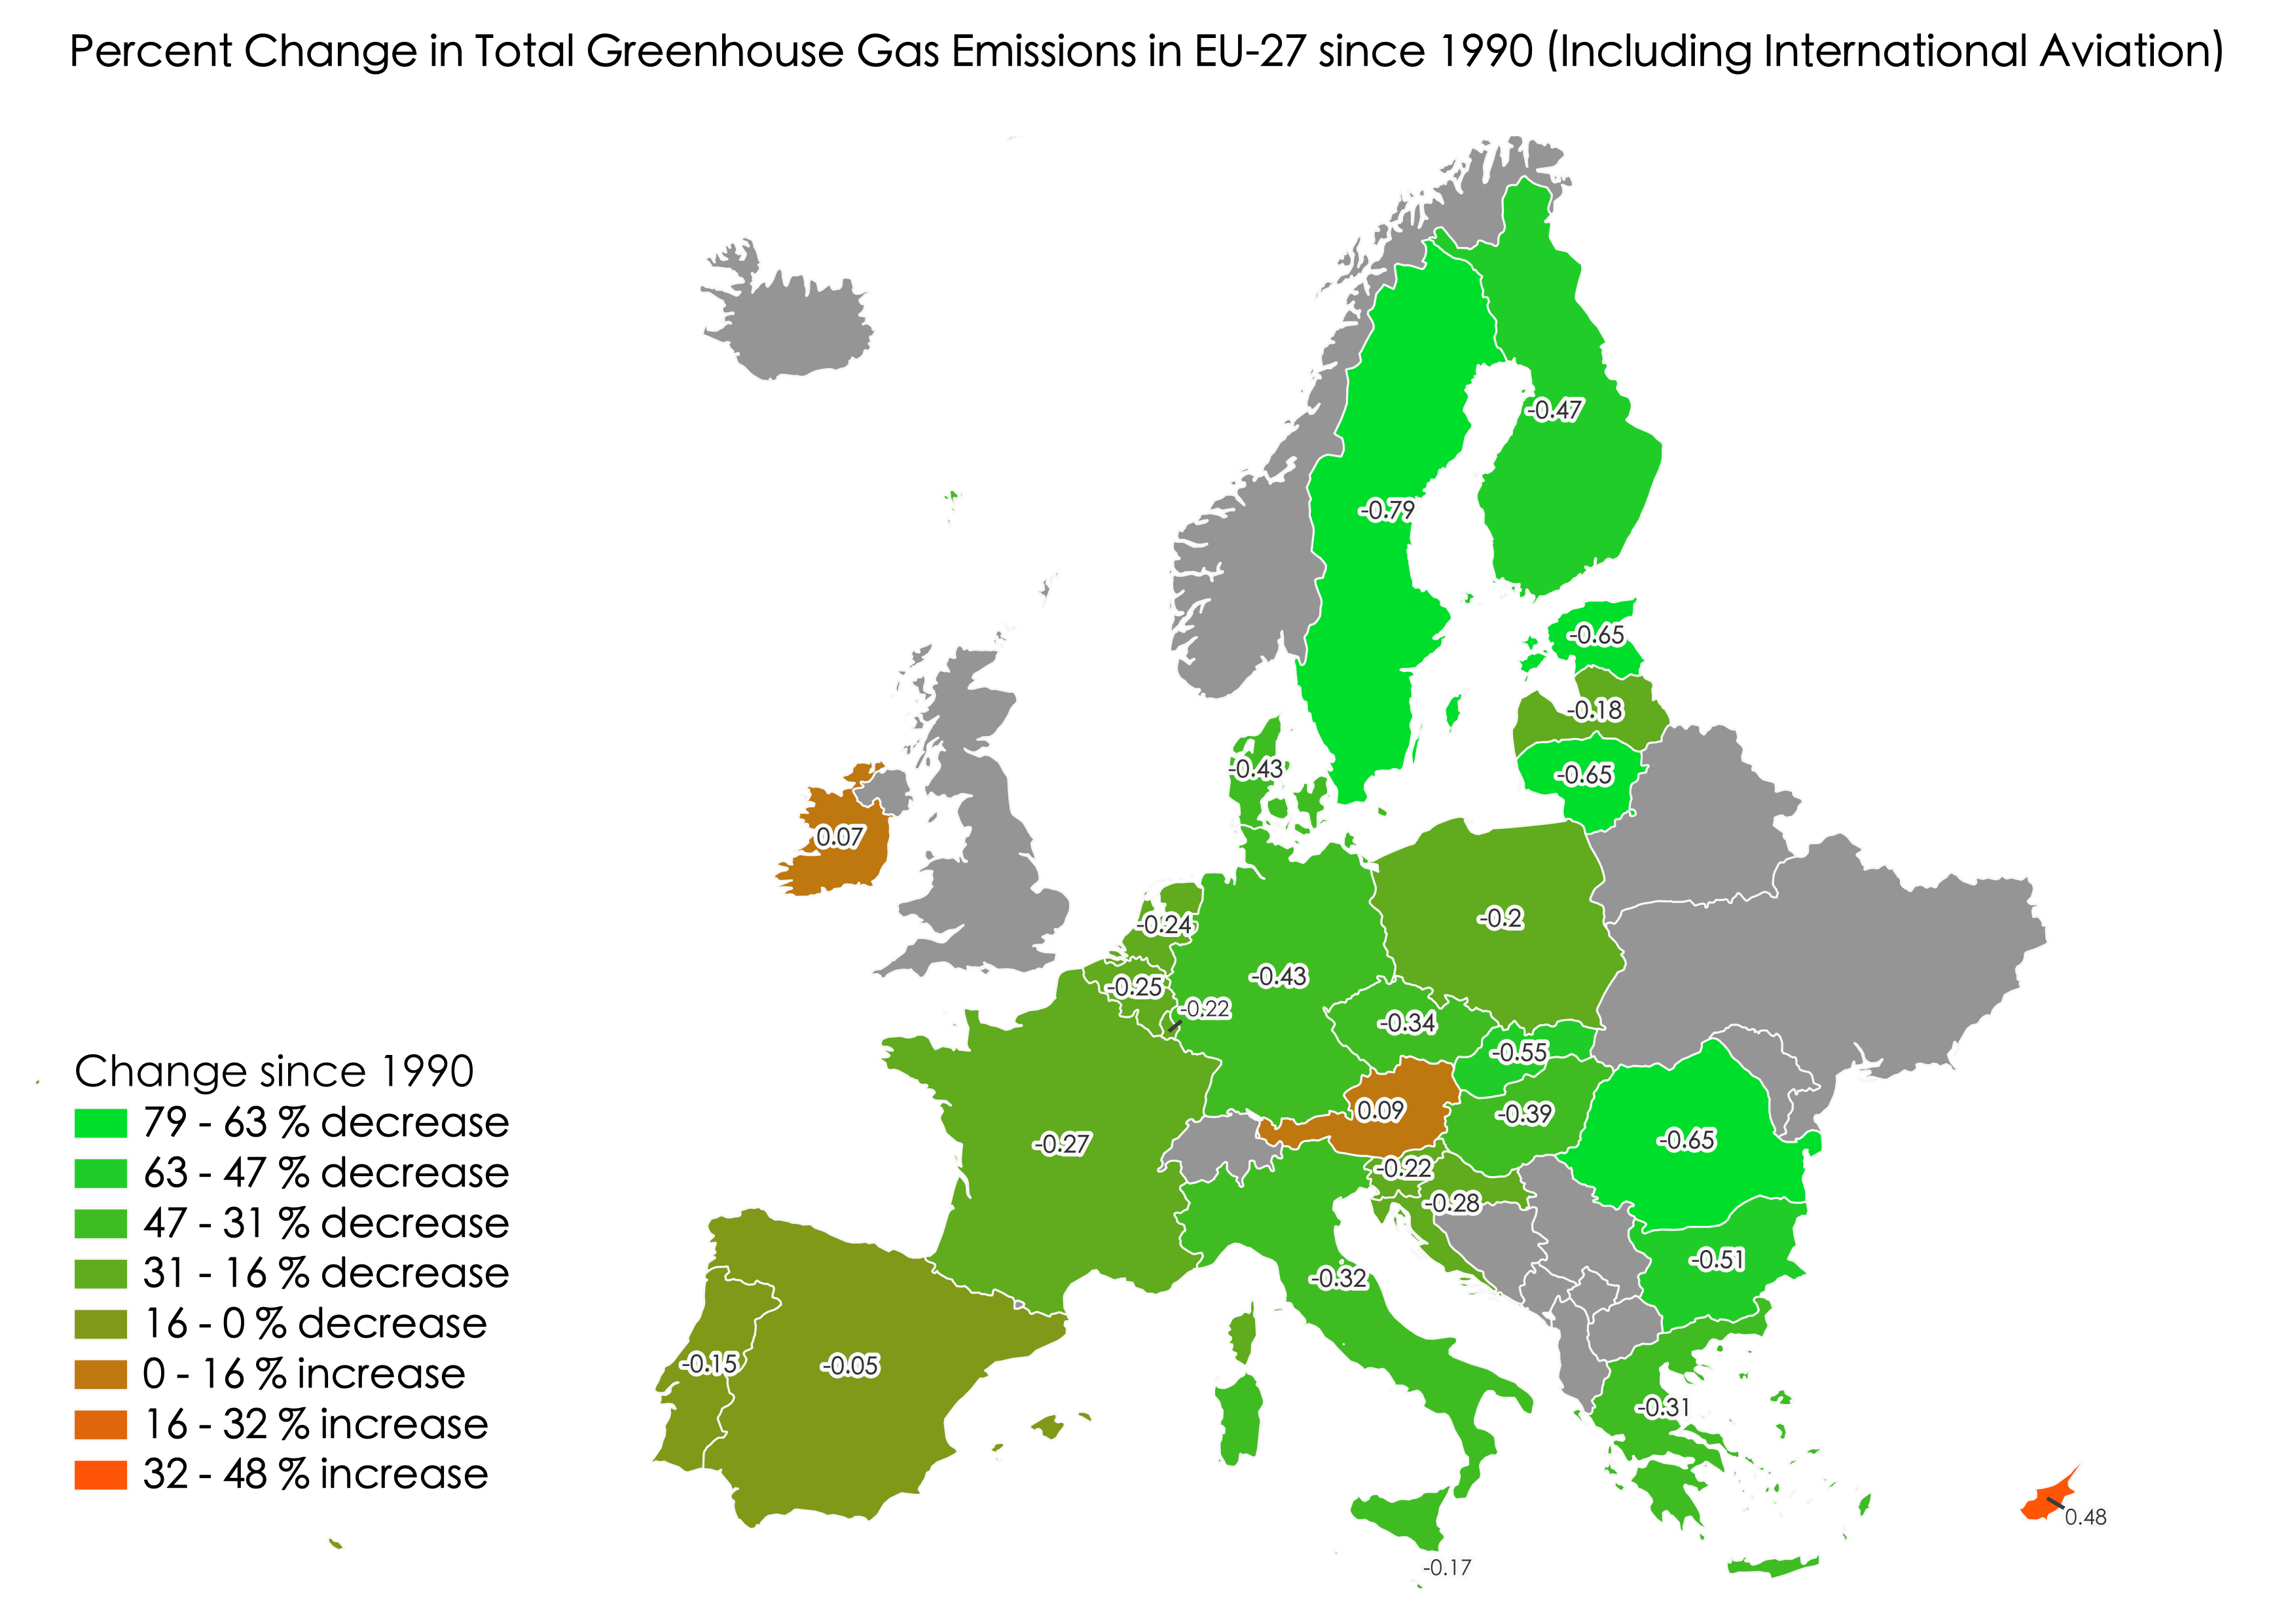 Percent Change in Total Greenhouse Gas Emissions in EU-27 since 1990 (Including International Aviation)
-0.47
-0.79
-0.65
-0.18
-0.43
-0.65
0.07
-0.2
-0.24
-0.43
-0.25
-0.22
-0.34
-0.55
0.09
-0.39
-0.27
-0.65
-0.22
-0.28
-0.51
-0.32
-0.15
-0.05
-0.31
0.48
-0.17
Change since 1990
79 - 63 % decrease
63 - 47 % decrease
47 - 31 % decrease
31 - 16 % decrease
16 - 0 % decrease
0 - 16 % increase
16 - 32 % increase
32 - 48 % increase